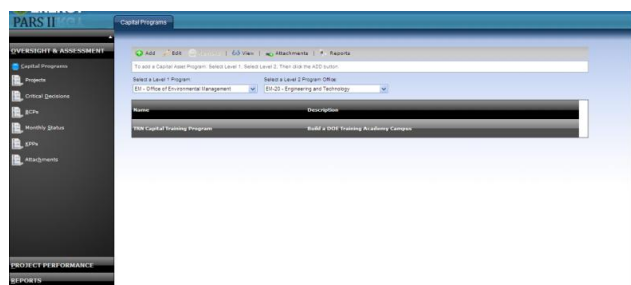 ENERGY
PARS II
Capital Programs
OVERSIGHT & ASSESSMENT
Capital Programs
Projects
Critical Decisions
BCPs
Monthly Status
KPPs
Attachments
PROJECT PERFORMANCE
REPORTS
Add | Edit | | View | Attachments | Reports
To add a Capital Asset Program: Select Level 1; Select Level 2; Then click the ADD button
Select a Level 1 Program Select a Level 2 Program Office
EM - Office of Environmental Management EM-20 - Engineering and Technology
Name Description
TRN Capital Training Program Build a DOE Training Academy Campus